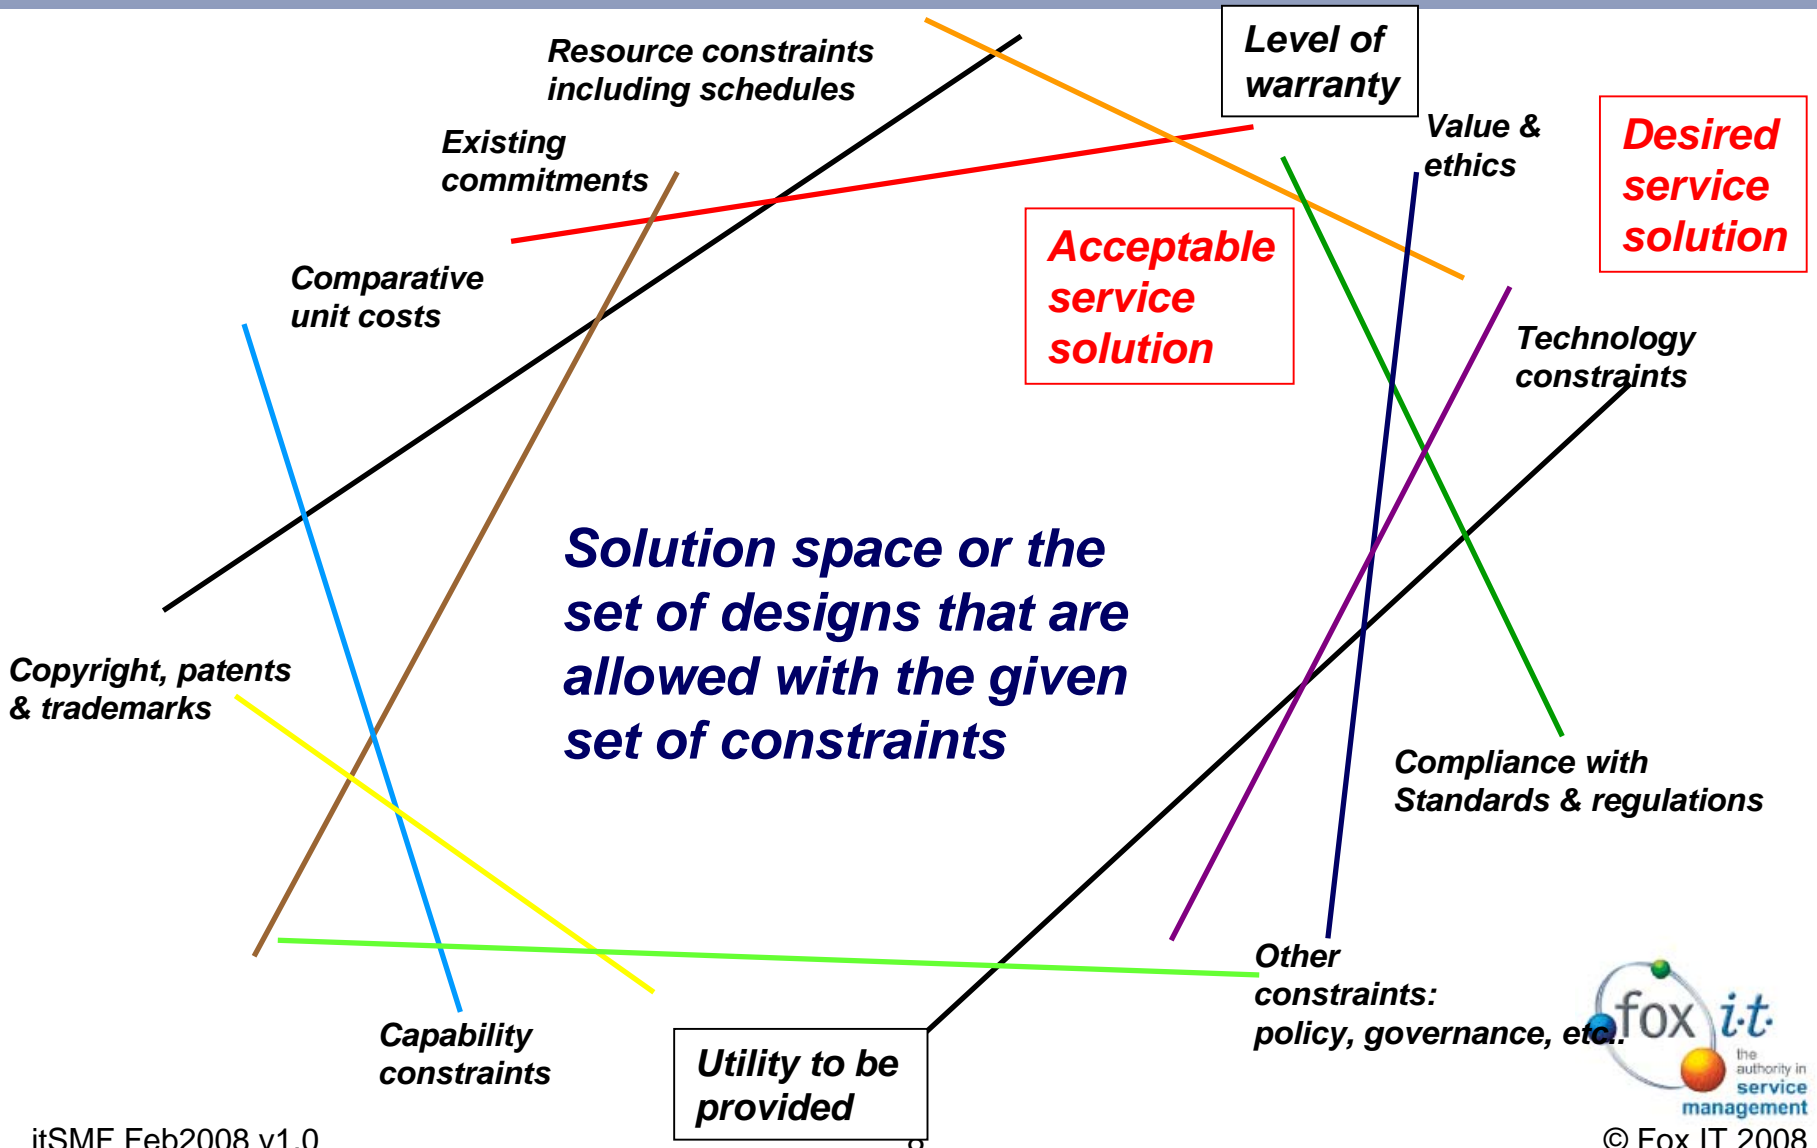 Resource constraints
including schedules
Level of
warranty
Existing
commitments
Value &
ethics
Desired
service
solution
Acceptable
service
solution
Comparative
unit costs
Technology
constraints
Solution space or the
set of designs that are
allowed with the given
set of constraints
Copyright, patents
& trademarks
Compliance with
Standards & regulations
Other
constraints:
policy, governance, etc..
Capability
constraints
Utility to be
provided
fox i.t.
the
authority in
service
management
itSMF Feb2008 v1.0
© Fox IT 2008